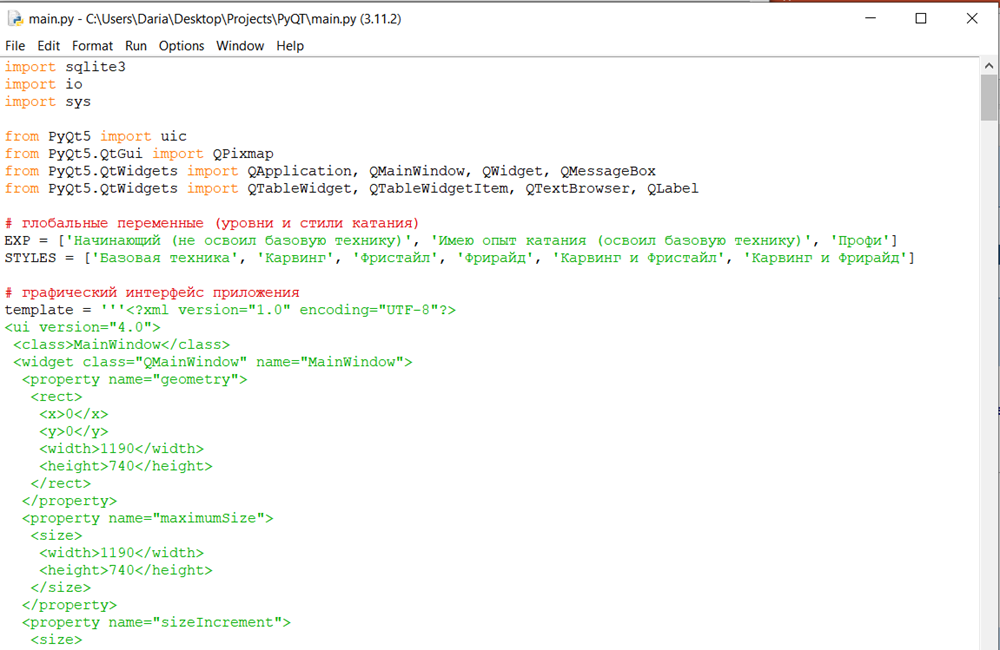 main.py - C:\Users\Daria\Desktop\Projects\PyQT\main.py (3.11.2)
File Edit Format Run Options Window Help
import sqlite3
import io
import sys
from PyQt5 import uic
from PyQt5.QtGui import QPixmap
from PyQt5.QtWidgets import QApplication, QMainWindow, QWidget, QMessageBox
from PyQt5.QtWidgets import QTableWidget, QTableWidgetItem, QTextBrowser, QLabel
# глобальные переменные (уровни и стили катания)
EXP = ['Начинающий (не освоил базовую технику)', 'Имею опыт катания (освоил базовую технику)', 'Профи']
STYLES = ['Базовая техника', 'Карвинг', 'Фристайл', 'Фрирайд', 'Карвинг и Фристайл', 'Карвинг и Фрирайд']
# графический интерфейс приложения
template = '''<?xml version="1.0" encoding="UTF-8"?>
<ui version="4.0">
<class>MainWindow</class>
<widget class="QMainWindow" name="MainWindow">
<property name="geometry">
<rect>
<x>0</x>
<y>0</y>
<width>1190</width>
<height>740</height>
</rect>
</property>
<property name="maximumSize">
<size>
<width>1190</width>
<height>740</height>
</size>
</property>
<property name="sizeIncrement">
<size>